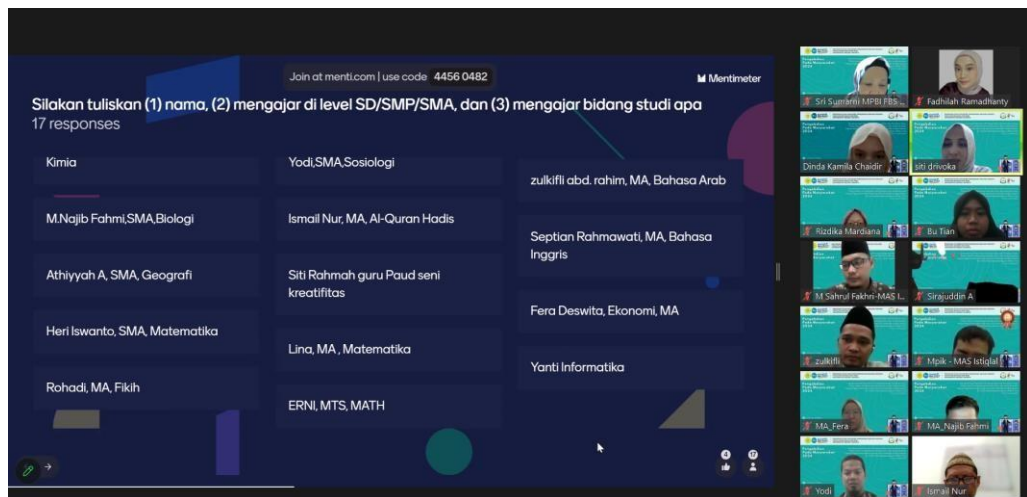 Join at menti.com | use code 4456 0482
Mentimeter
Silakan tuliskan (1) nama, (2) mengajar di level SD/SMP/SMA, dan (3) mengajar bidang studi apa
17 responses
Kimia
M.Najib Fahmi,SMA,Biologi
Athiyyah A, SMA, Geografi
Heri Iswanto, SMA, Matematika
Rohadi, MA, Fikih
Yodi,SMA,Sosiologi
Ismail Nur, MA, Al-Quran Hadis
Siti Rahmah guru Paud seni
kreatifitas
Lina, MA , Matematika
ERNI, MTS, MATH
zulkifli abd. rahim, MA, Bahasa Arab
Septian Rahmawati, MA, Bahasa
Inggris
Fera Deswita, Ekonomi, MA
Yanti Informatika
4
17
Sri Sumarni MPBI FBS -...
Fadhilah Ramadhanty
Dinda Kamila Chaidir
siti drivoka
Rizdika Mardiana
Bu Tian
M Sahrul Fakhri-MAS I...
Sirajuddin A
zulkifli
Mpik - MAS Istiqlal
MA_Fera
MA_Najib Fahmi
Yodi
Ismail Nur